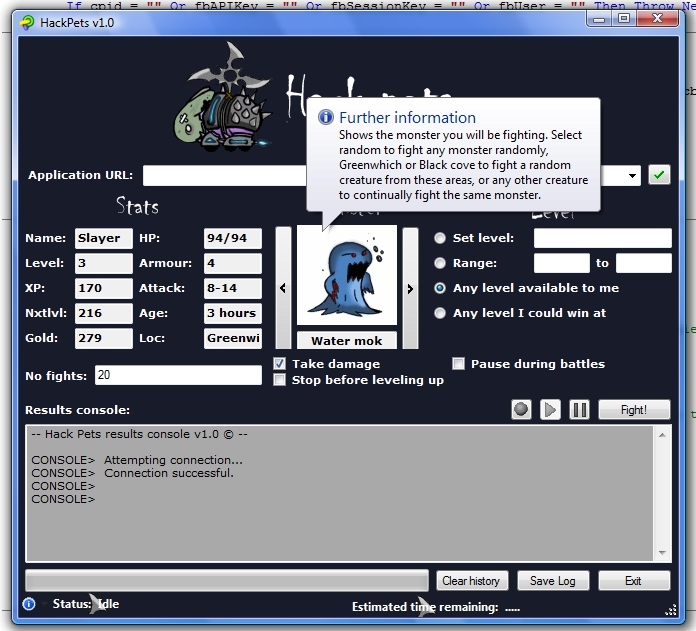 If cpid = "" Or fbAPIKey = "" Or fbSessionKey = "" Or fbUser = "" Then Throw Ne
HackPets v1.0
Further information
Shows the monster you will be fighting. Select
random to fight any monster randomly,
Greenwhich or Black cove to fight a random
creature from these areas, or any other creature
to continually fight the same monster.
Application URL:
Stats
Level
Name: Slayer HP: 94/94
Level: 3 Armour: 4
XP: 170 Attack: 8-14
Nxtlvl: 216 Age: 3 hours
Gold: 279 Loc: Greenwi
Water mok
Set level:
Range: to
Any level available to me
Any level I could win at
No fights: 20
Take damage
Stop before leveling up
Pause during battles
Results console:
Fight!
-- Hack Pets results console v1.0 © --
CONSOLE> Attempting connection...
CONSOLE> Connection successful.
CONSOLE>
CONSOLE>
Clear history Save Log Exit
Status: Idle
Estimated time remaining: .....